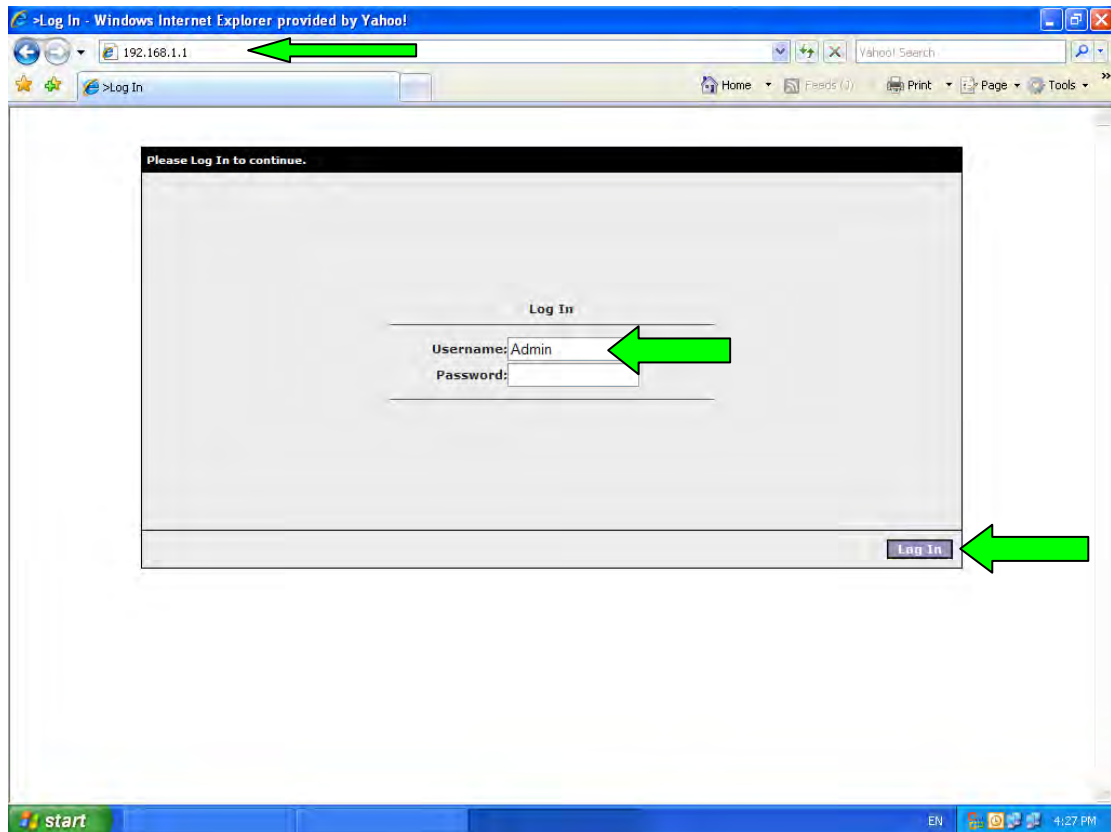 >Log In - Windows Internet Explorer provided by Yahoo!
192.168.1.1
Yahoo! Search
>Log In
Home
Feeds (J)
Print
Page
Tools
»
Please Log In to continue.
Log In
Username: Admin
Password:
Log In
start
EN
4:27 PM